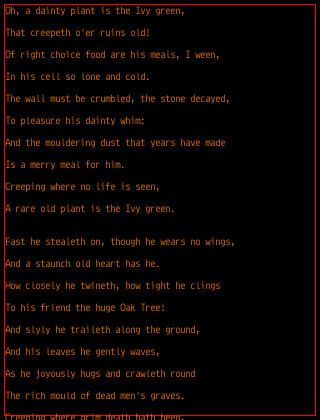 Oh, a dainty plant is the Ivy green,
That creepeth o'er ruins old!
Of right choice food are his meals, I ween,
In his cell so lone and cold.
The wall must be crumbled, the stone decayed,
To pleasure his dainty whim:
And the mouldering dust that years have made
Is a merry meal for him.
Creeping where no life is seen,
A rare old plant is the Ivy green.

Fast he stealeth on, though he wears no wings,
And a staunch old heart has he.
How closely he twineth, how tight he clings
To his friend the huge Oak Tree!
And slyly he traileth along the ground,
And his leaves he gently waves,
As he joyously hugs and crawleth round
The rich mould of dead men's graves.
Creeping where grim death hath been,